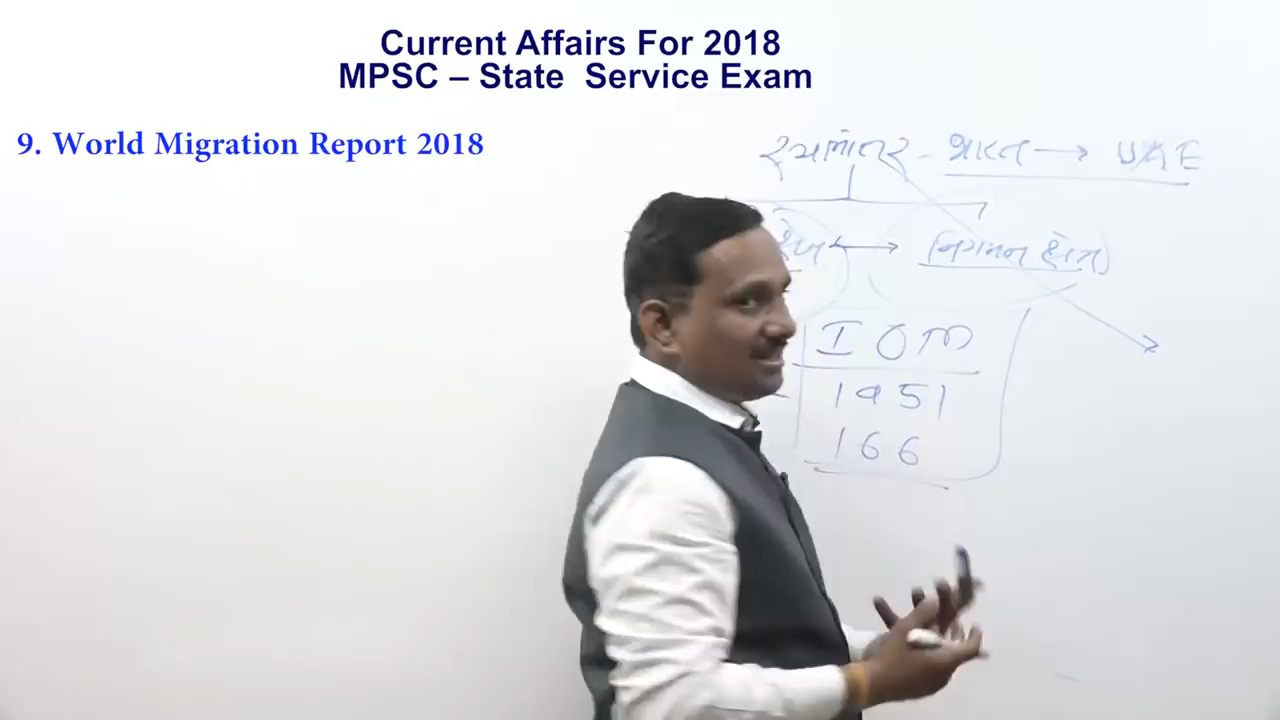 Current Affairs For 2018
MPSC – State Service Exam
9. World Migration Report 2018
स्थलांतर - भारत → UAE
IOM
1951
166